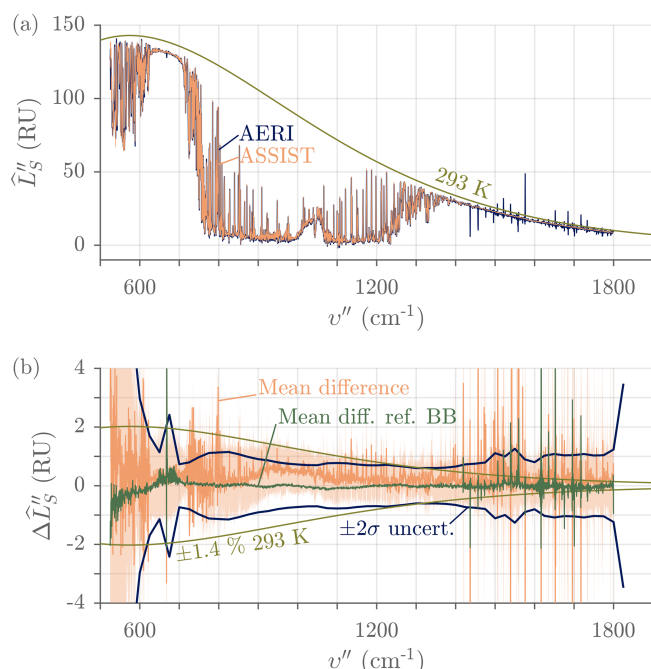 (a)
150
100
50
0
L̂″S (RU)
AERI
ASSIST
293 K
600
1200
1800
υ″ (cm-1)
(b)
4
2
0
-2
-4
ΔL̂″S (RU)
Mean difference
Mean diff. ref. BB
±2σ uncert.
±1.4 % 293 K
600
1200
1800
υ″ (cm-1)